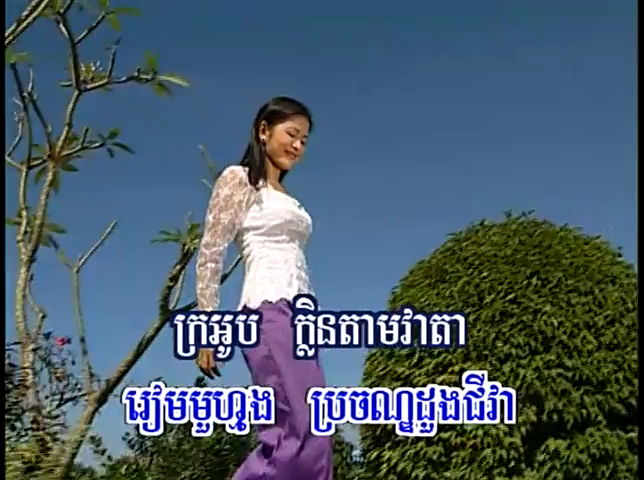 ក្រអូប ក្លិនតាមវាតា
រៀមមួហ្មង ប្រចណ្ឌដួងជីវា